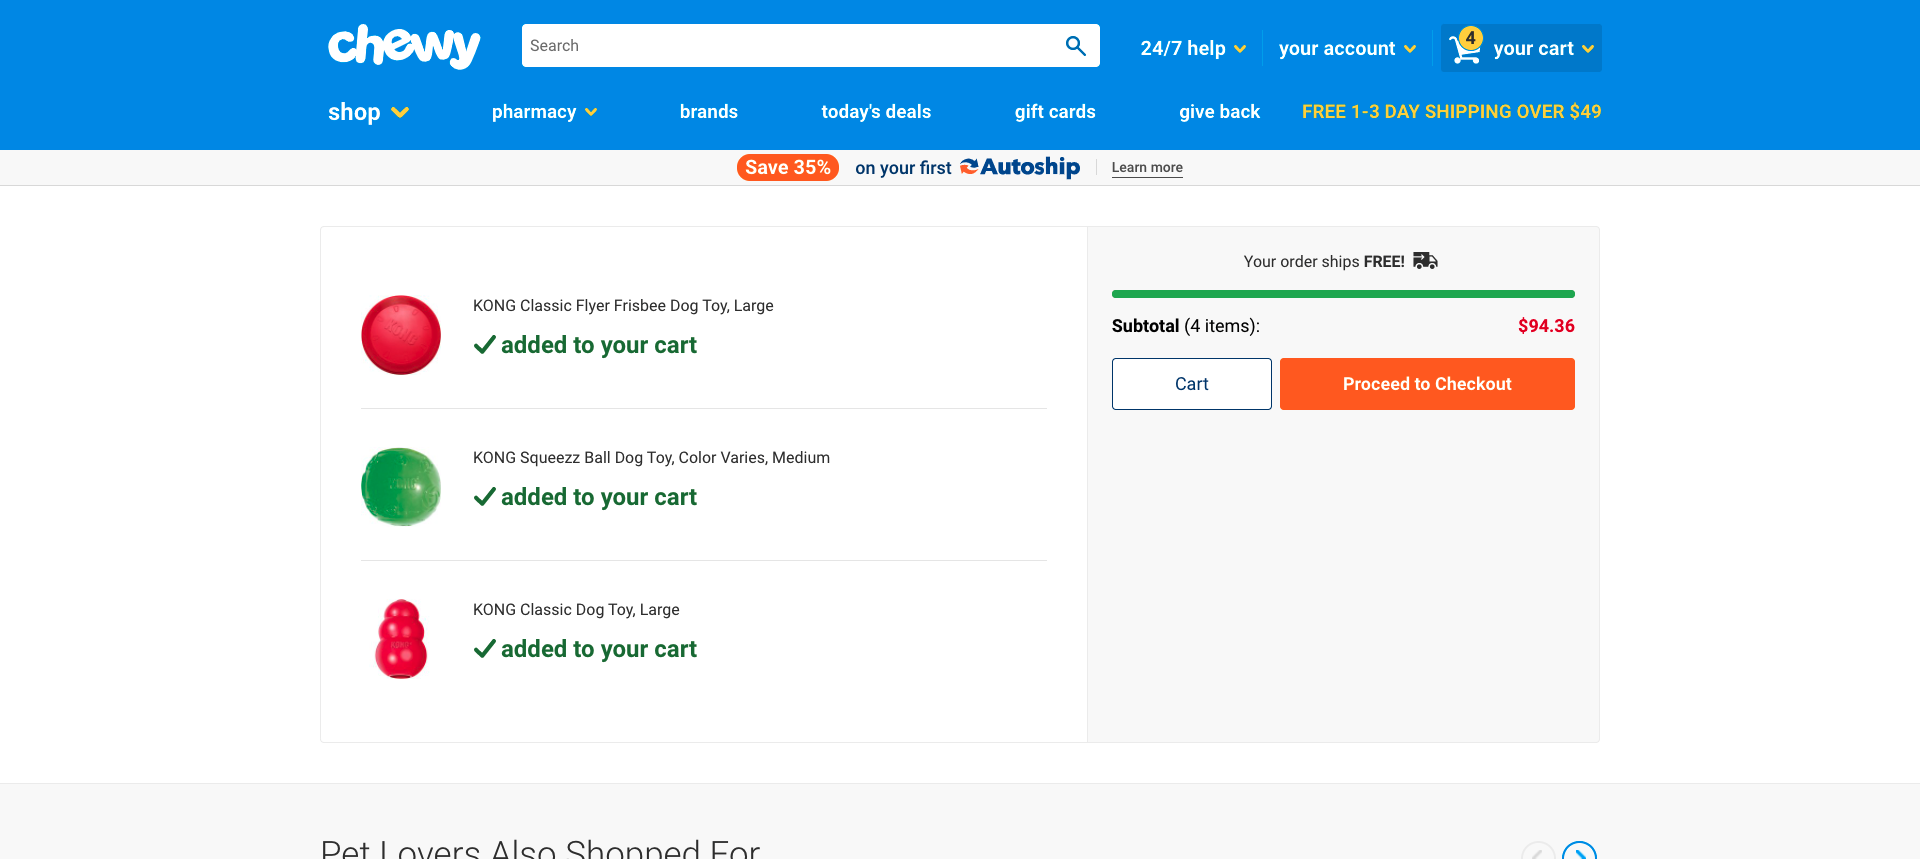 chewy
Search
24/7 help
your account
4
your cart
shop
pharmacy
brands
today's deals
gift cards
give back
FREE 1-3 DAY SHIPPING OVER $49
Save 35% on your first Autoship
Learn more
KONG Classic Flyer Frisbee Dog Toy, Large
added to your cart
KONG Squeezz Ball Dog Toy, Color Varies, Medium
added to your cart
KONG Classic Dog Toy, Large
added to your cart
Your order ships FREE!
Subtotal (4 items): $94.36
Cart
Proceed to Checkout
Pet Lovers Also Shopped For